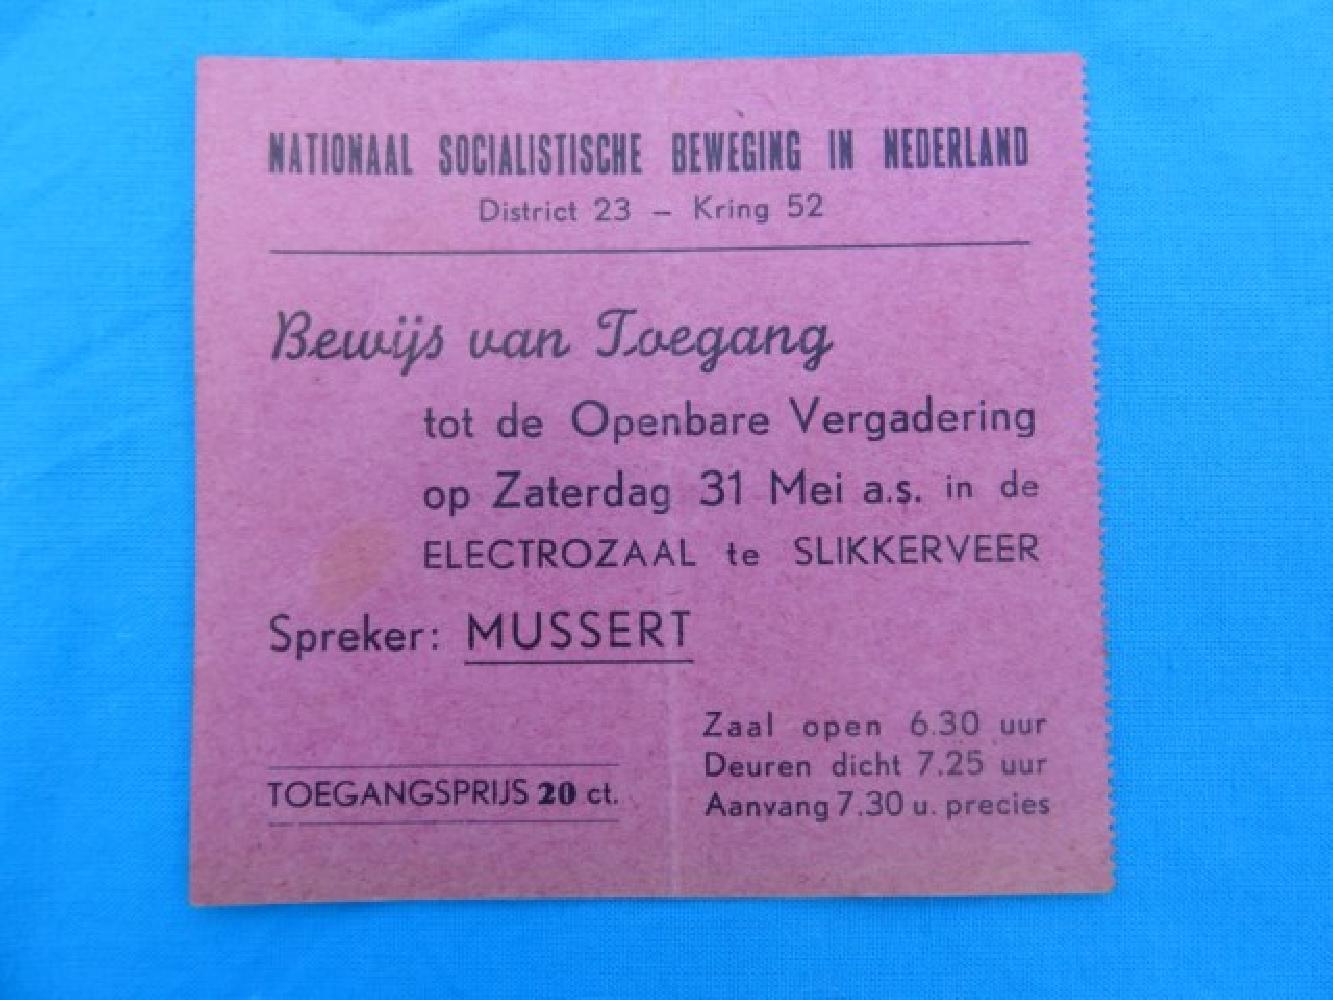 NATIONAAL SOCIALISTISCHE BEWEGING IN NEDERLAND
District 23 – Kring 52
Bewijs van Toegang
tot de Openbare Vergadering
op Zaterdag 31 Mei a.s. in de
ELECTROZAAL te SLIKKERVEER
Spreker: MUSSERT
Zaal open 6.30 uur
Deuren dicht 7.25 uur
Aanvang 7.30 u. precies
TOEGANGSPRIJS 20 ct.